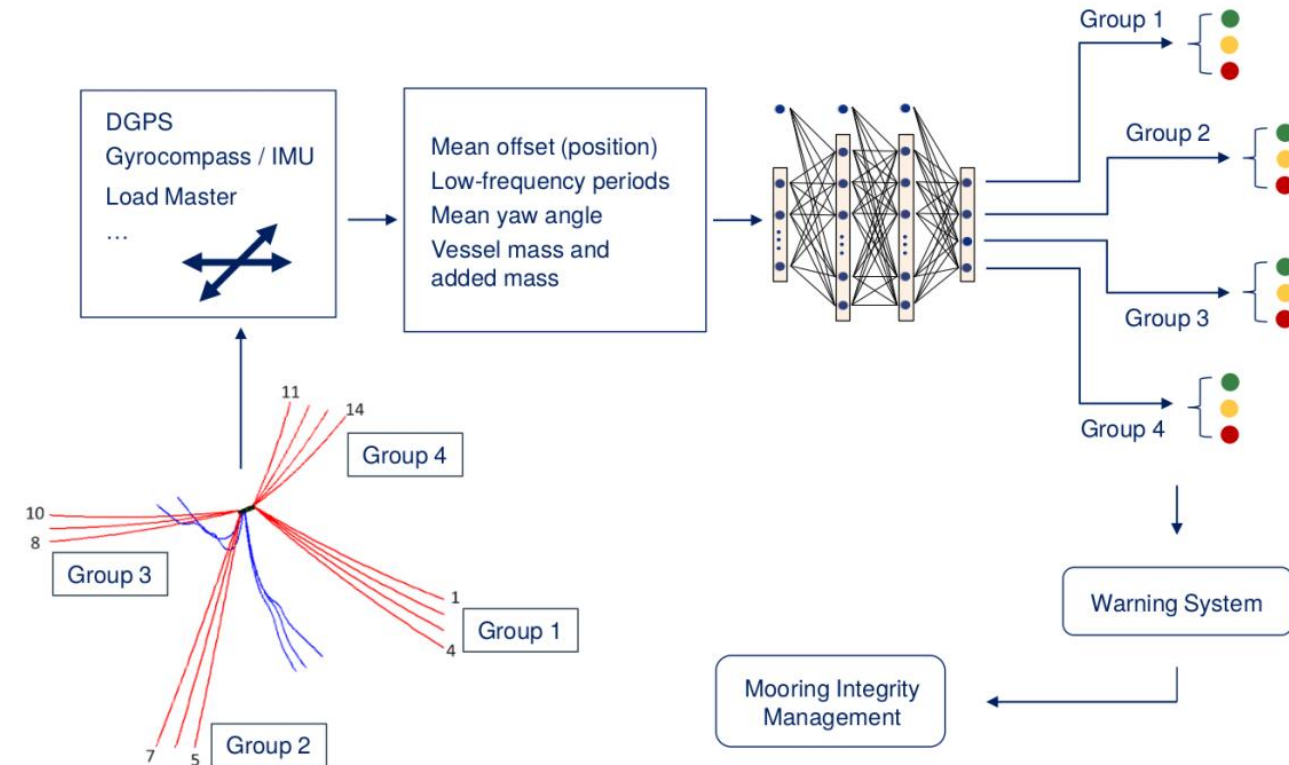 Group 1
DGPS
Gyrocompass / IMU
Load Master
…
Mean offset (position)
Low-frequency periods
Mean yaw angle
Vessel mass and
added mass
Group 2
Group 3
Group 4
11
14
Group 4
10
8
Group 3
1
4
Group 1
7
5
Group 2
Warning System
Mooring Integrity
Management